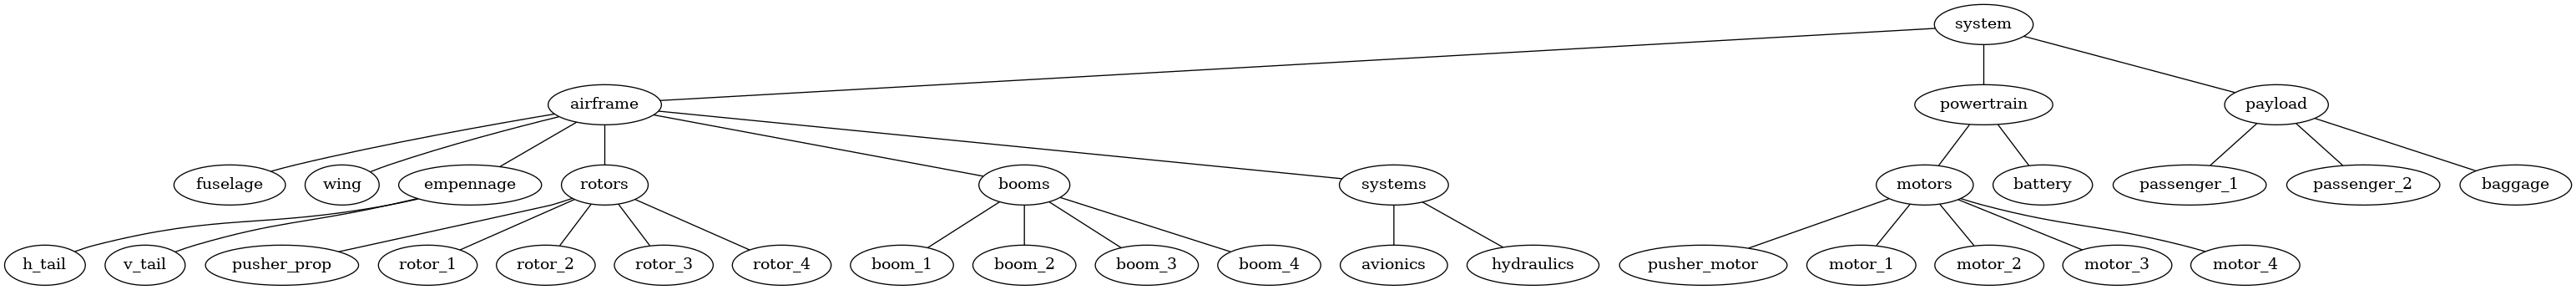 system
airframe
powertrain
payload
fuselage
wing
empennage
rotors
booms
systems
motors
battery
passenger_1
passenger_2
baggage
h_tail
v_tail
pusher_prop
rotor_1
rotor_2
rotor_3
rotor_4
boom_1
boom_2
boom_3
boom_4
avionics
hydraulics
pusher_motor
motor_1
motor_2
motor_3
motor_4